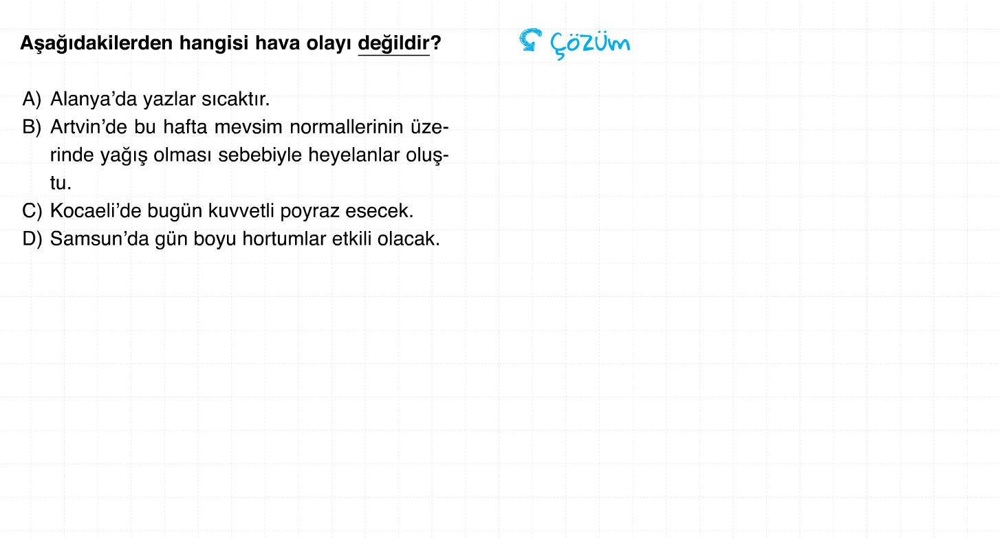 Aşağıdakilerden hangisi hava olayı değildir?
Çözüm
A) Alanya’da yazlar sıcaktır.
B) Artvin’de bu hafta mevsim normallerinin üze-
rinde yağış olması sebebiyle heyelanlar oluş-
tu.
C) Kocaeli’de bugün kuvvetli poyraz esecek.
D) Samsun’da gün boyu hortumlar etkili olacak.